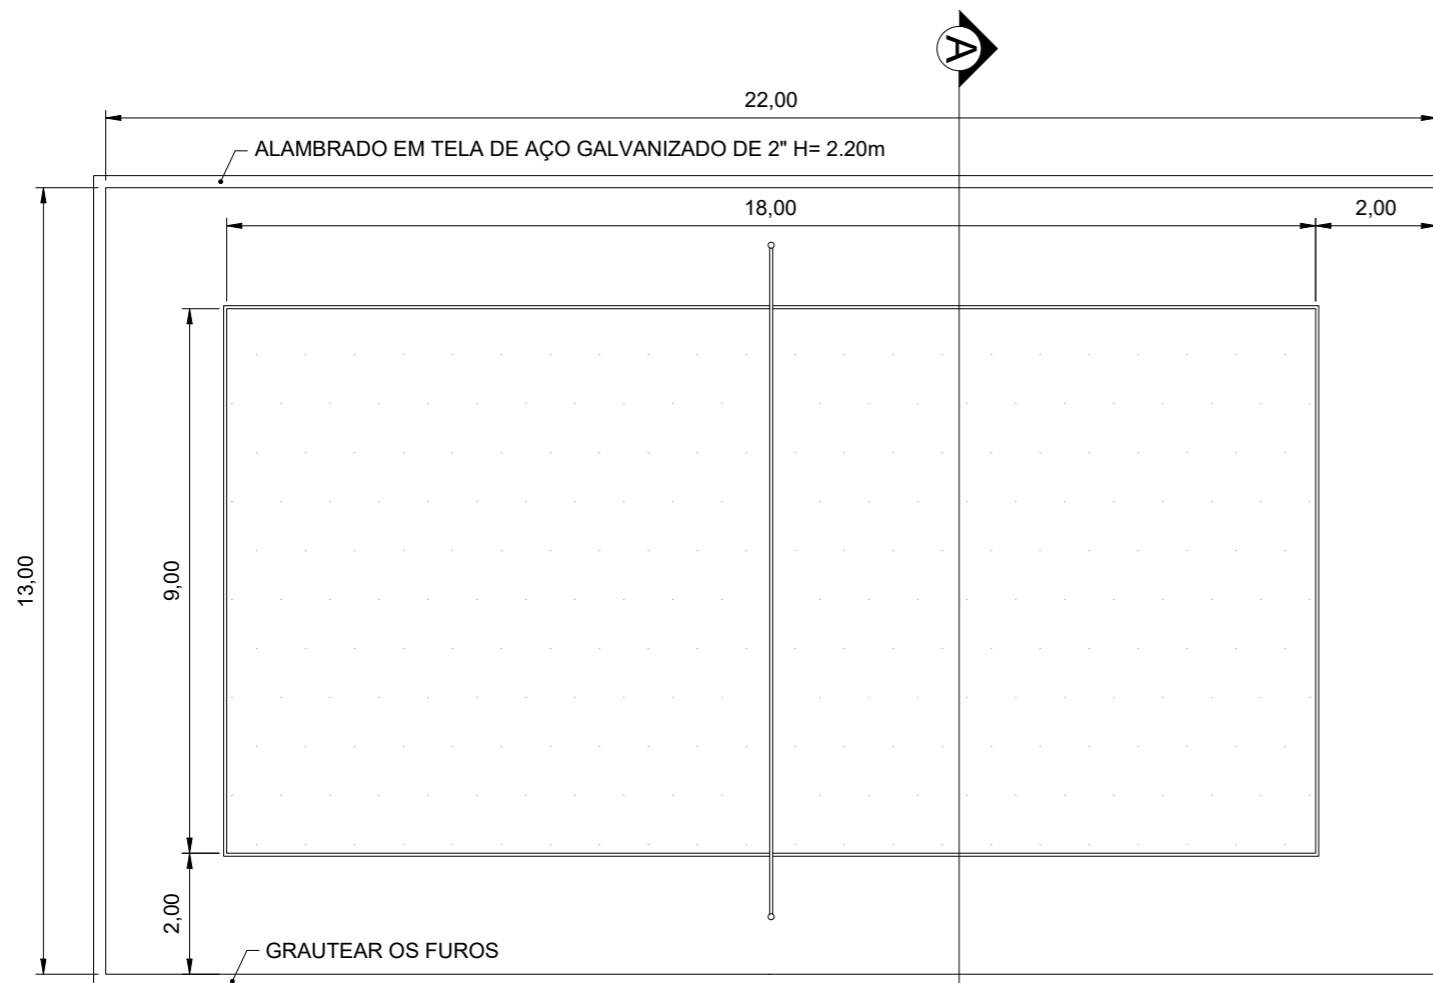 A
22,00
ALAMBRADO EM TELA DE AÇO GALVANIZADO DE 2" H= 2.20m
18,00
2,00
13,00
9,00
2,00
GRAUTEAR OS FUROS